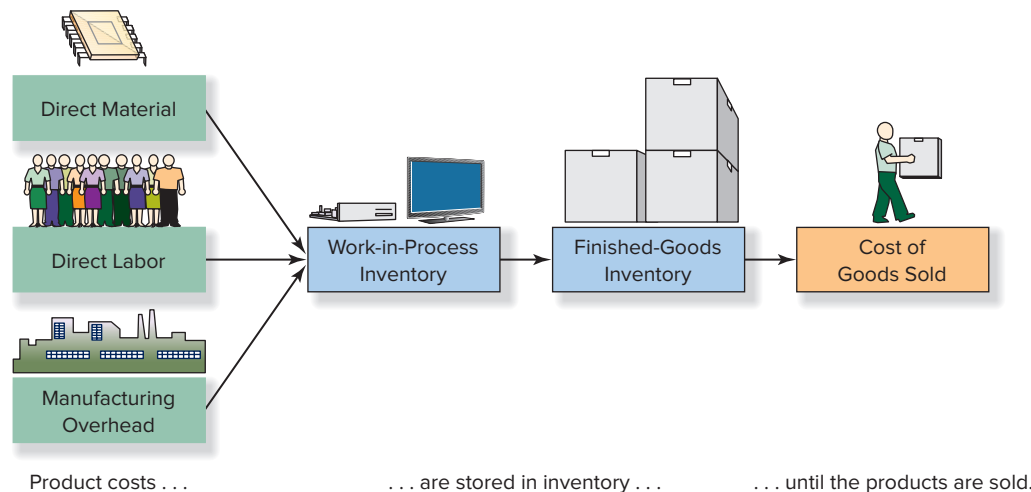 Direct Material
Direct Labor
Manufacturing
Overhead
Work-in-Process
Inventory
Finished-Goods
Inventory
Cost of
Goods Sold
Product costs . . .
. . . are stored in inventory . . .
. . . until the products are sold.